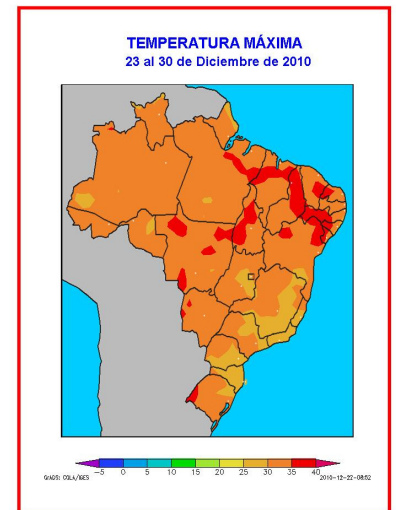 TEMPERATURA MÁXIMA
23 al 30 de Diciembre de 2010
-5 0 5 10 15 20 25 30 35 40
GrADS: COLA/IGES 2010-12-22-08:52